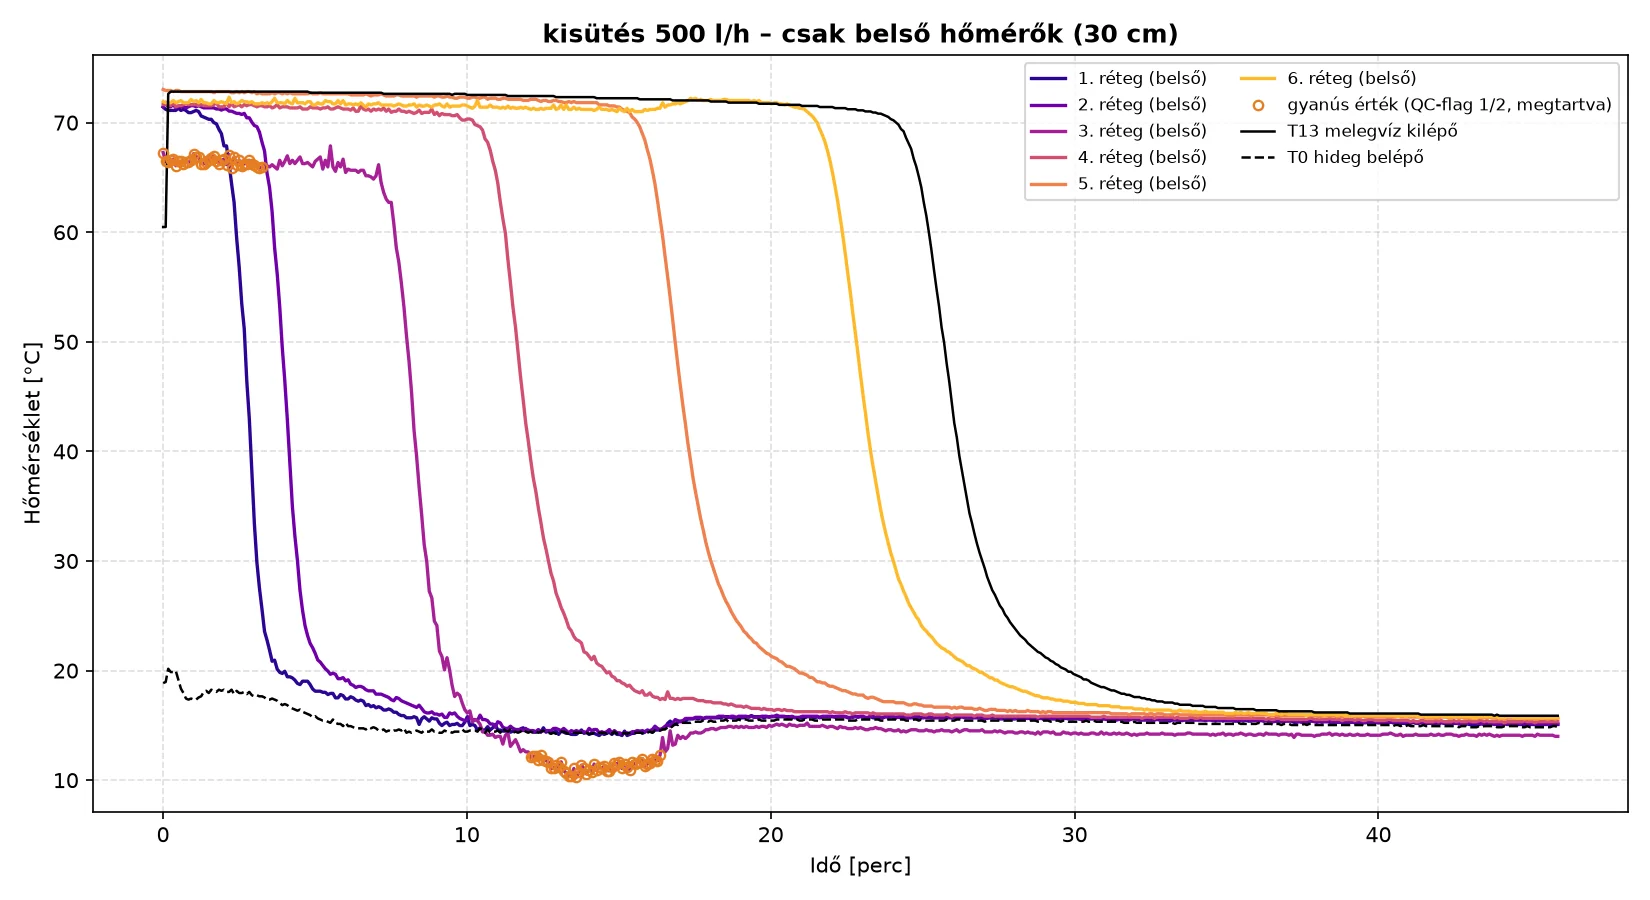 kisütés 500 l/h – csak belső hőmérők (30 cm)
1. réteg (belső)
2. réteg (belső)
3. réteg (belső)
4. réteg (belső)
5. réteg (belső)
6. réteg (belső)
gyanús érték (QC-flag 1/2, megtartva)
T13 melegvíz kilépő
T0 hideg belépő
Hőmérséklet [°C]
70
60
50
40
30
20
10
0 10 20 30 40
Idő [perc]